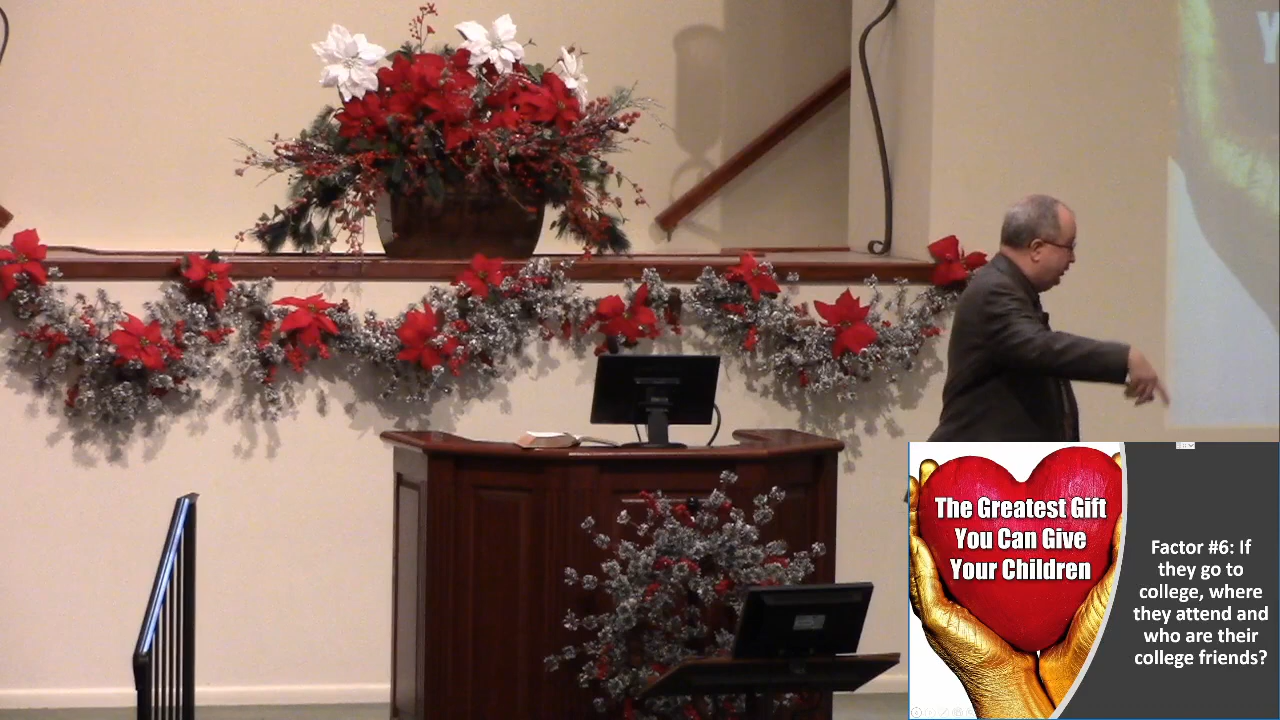 The Greatest Gift
You Can Give
Your Children
Factor #6: If
they go to
college, where
they attend and
who are their
college friends?